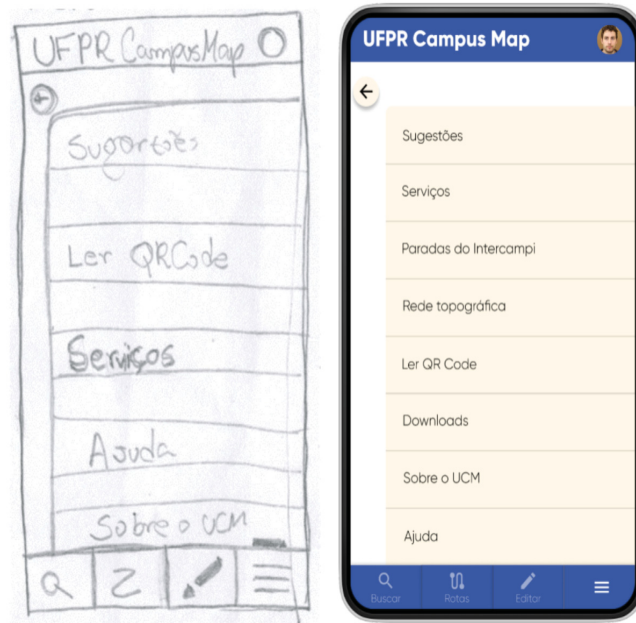 UFPR CampusMap
Sugestões
Ler QRCode
Serviços
Ajuda
Sobre o UCM
UFPR Campus Map
Sugestões
Serviços
Paradas do Intercampi
Rede topográfica
Ler QR Code
Downloads
Sobre o UCM
Ajuda
Buscar Rotas Editor